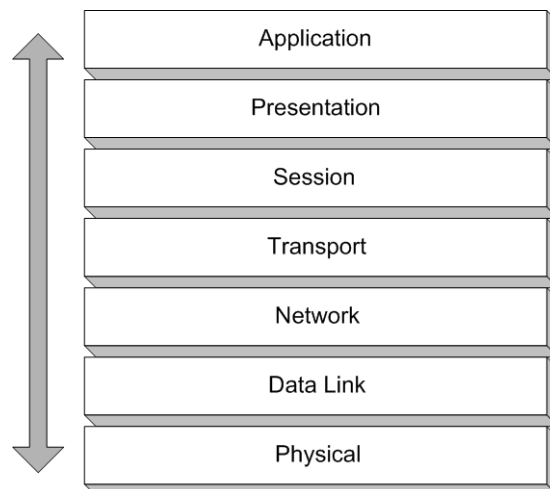 Application
Presentation
Session
Transport
Network
Data Link
Physical